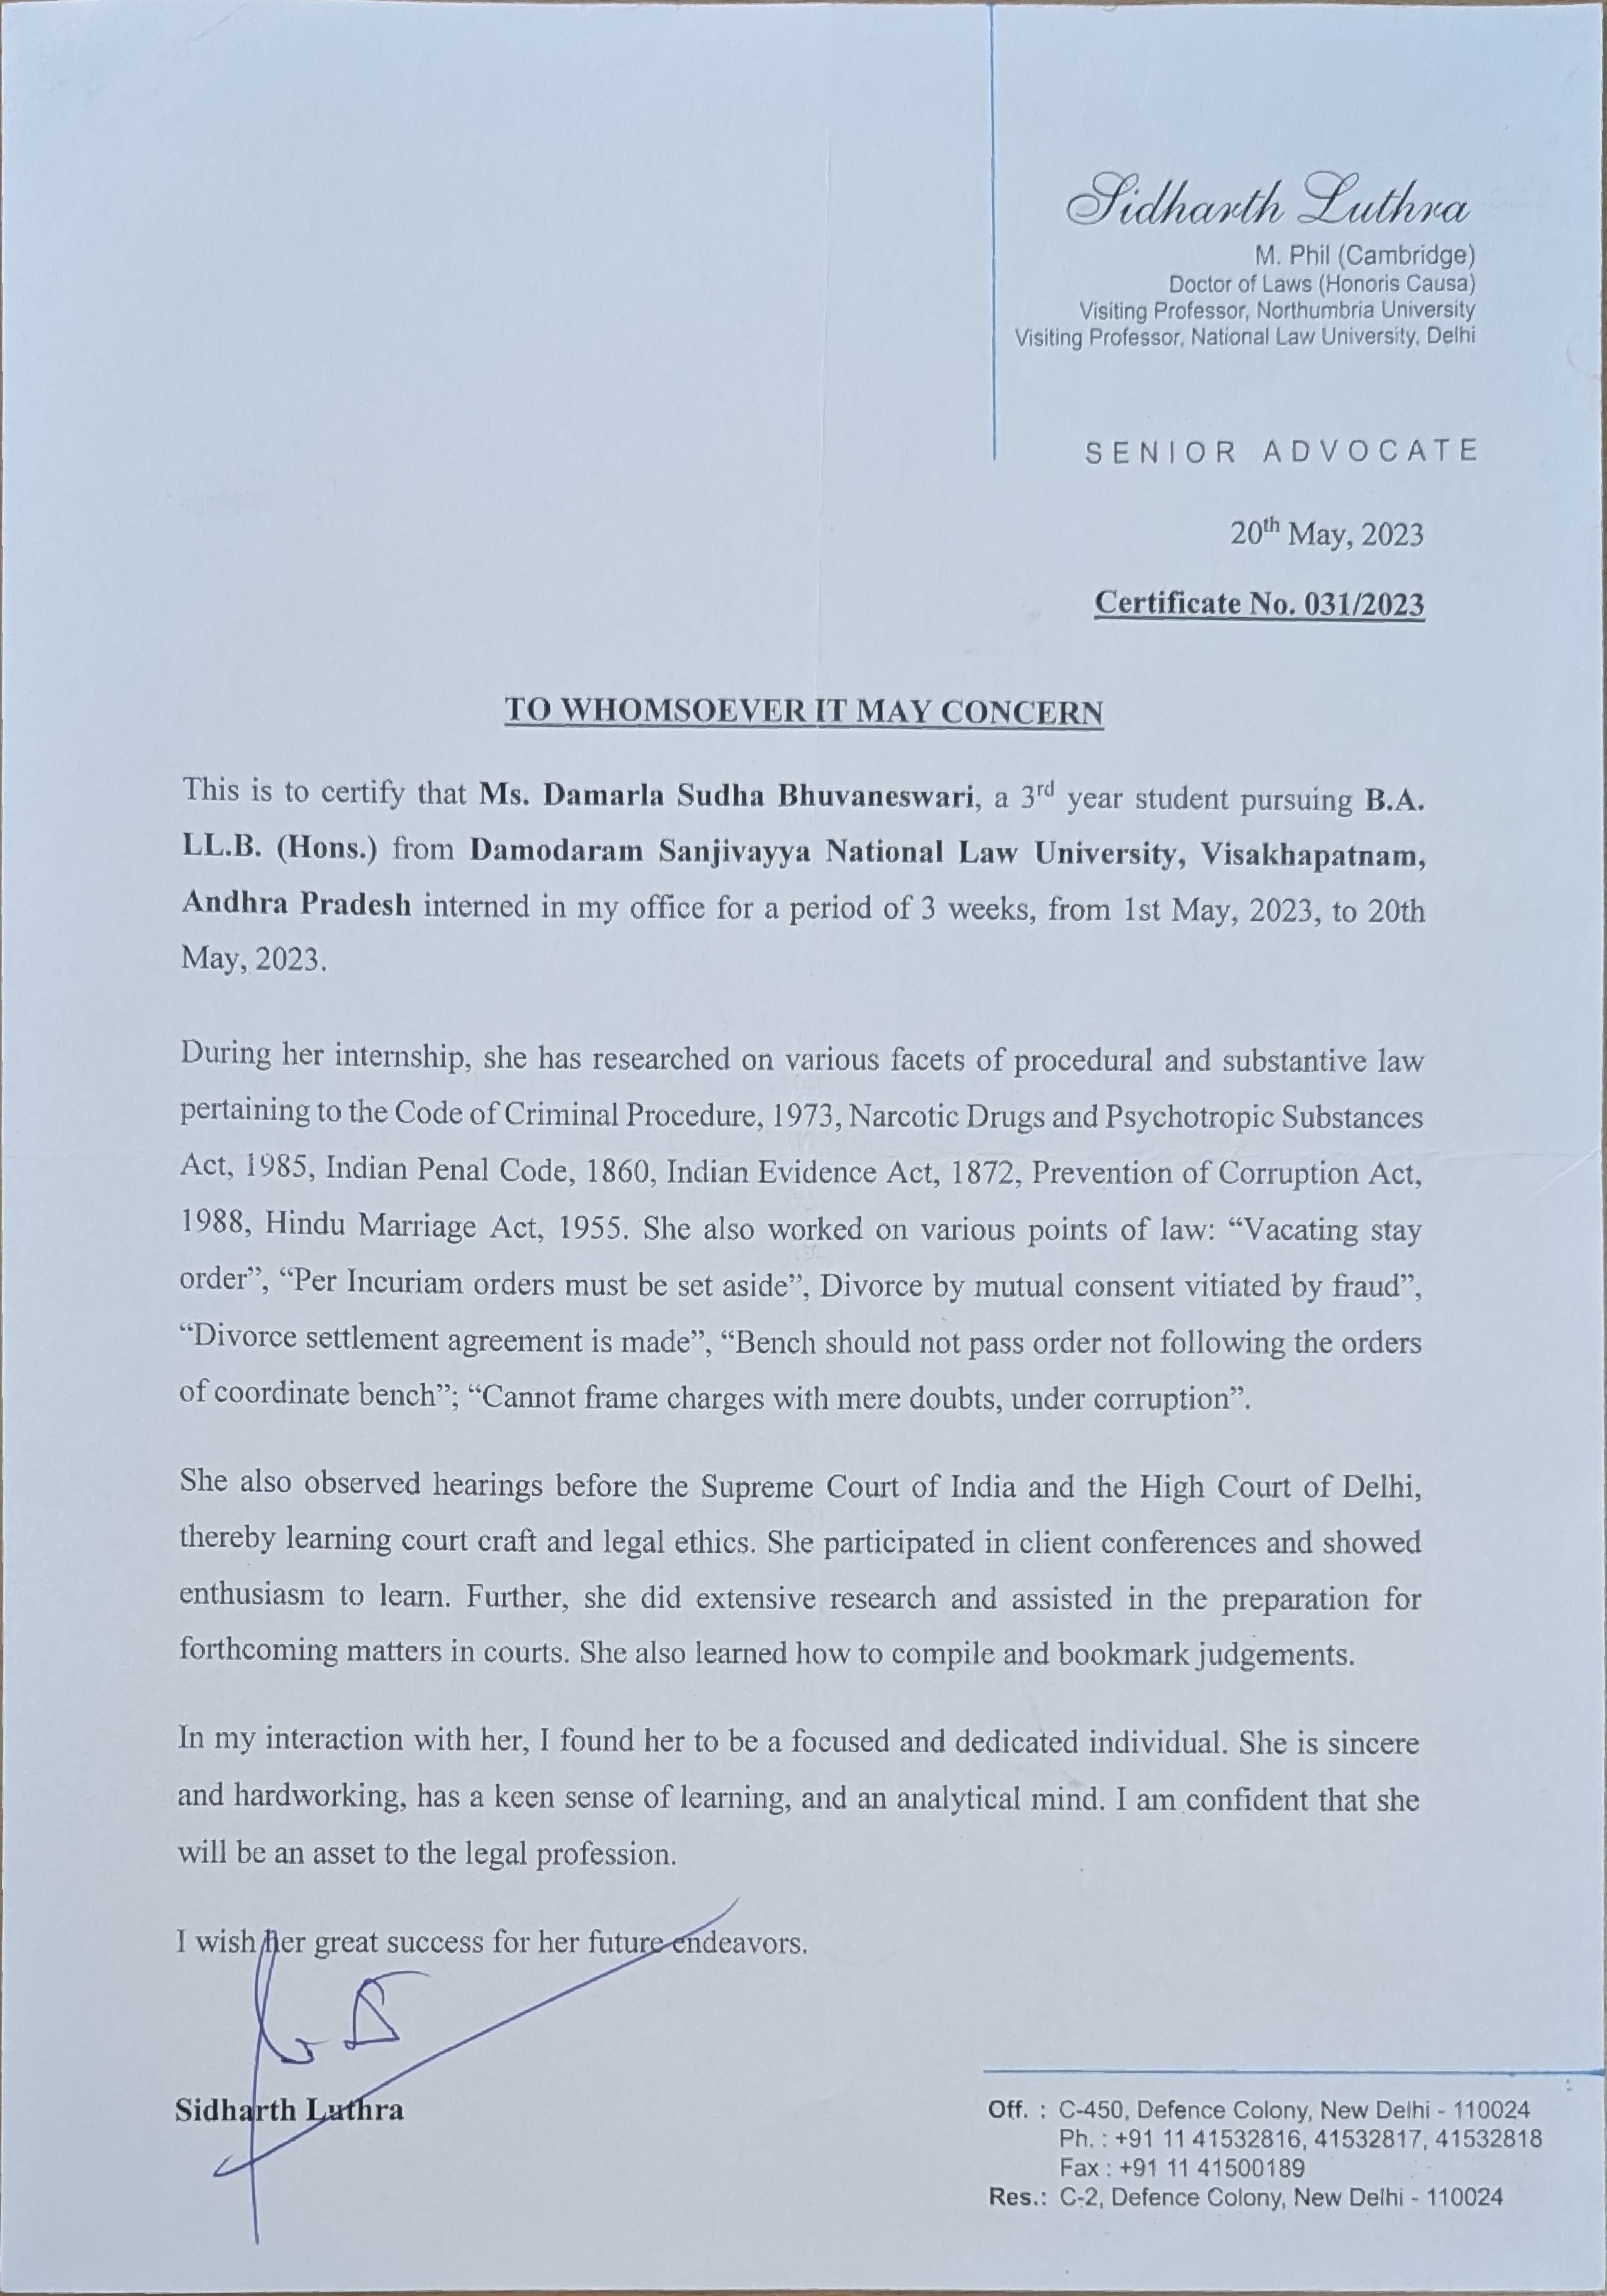 Sidharth Luthra
M. Phil (Cambridge)
Doctor of Laws (Honoris Causa)
Visiting Professor, Northumbria University
Visiting Professor, National Law University, Delhi
SENIOR ADVOCATE
20th May, 2023
Certificate No. 031/2023
TO WHOMSOEVER IT MAY CONCERN
This is to certify that Ms. Damarla Sudha Bhuvaneswari, a 3rd year student pursuing B.A.
LL.B. (Hons.) from Damodaram Sanjivayya National Law University, Visakhapatnam,
Andhra Pradesh interned in my office for a period of 3 weeks, from 1st May, 2023, to 20th
May, 2023.
During her internship, she has researched on various facets of procedural and substantive law
pertaining to the Code of Criminal Procedure, 1973, Narcotic Drugs and Psychotropic Substances
Act, 1985, Indian Penal Code, 1860, Indian Evidence Act, 1872, Prevention of Corruption Act,
1988, Hindu Marriage Act, 1955. She also worked on various points of law: “Vacating stay
order”, “Per Incuriam orders must be set aside”, Divorce by mutual consent vitiated by fraud”,
“Divorce settlement agreement is made”, “Bench should not pass order not following the orders
of coordinate bench”; “Cannot frame charges with mere doubts, under corruption”.
She also observed hearings before the Supreme Court of India and the High Court of Delhi,
thereby learning court craft and legal ethics. She participated in client conferences and showed
enthusiasm to learn. Further, she did extensive research and assisted in the preparation for
forthcoming matters in courts. She also learned how to compile and bookmark judgements.
In my interaction with her, I found her to be a focused and dedicated individual. She is sincere
and hardworking, has a keen sense of learning, and an analytical mind. I am confident that she
will be an asset to the legal profession.
I wish her great success for her future endeavors.
Sidharth Luthra
Off. : C-450, Defence Colony, New Delhi - 110024
Ph. : +91 11 41532816, 41532817, 41532818
Fax : +91 11 41500189
Res.: C-2, Defence Colony, New Delhi - 110024